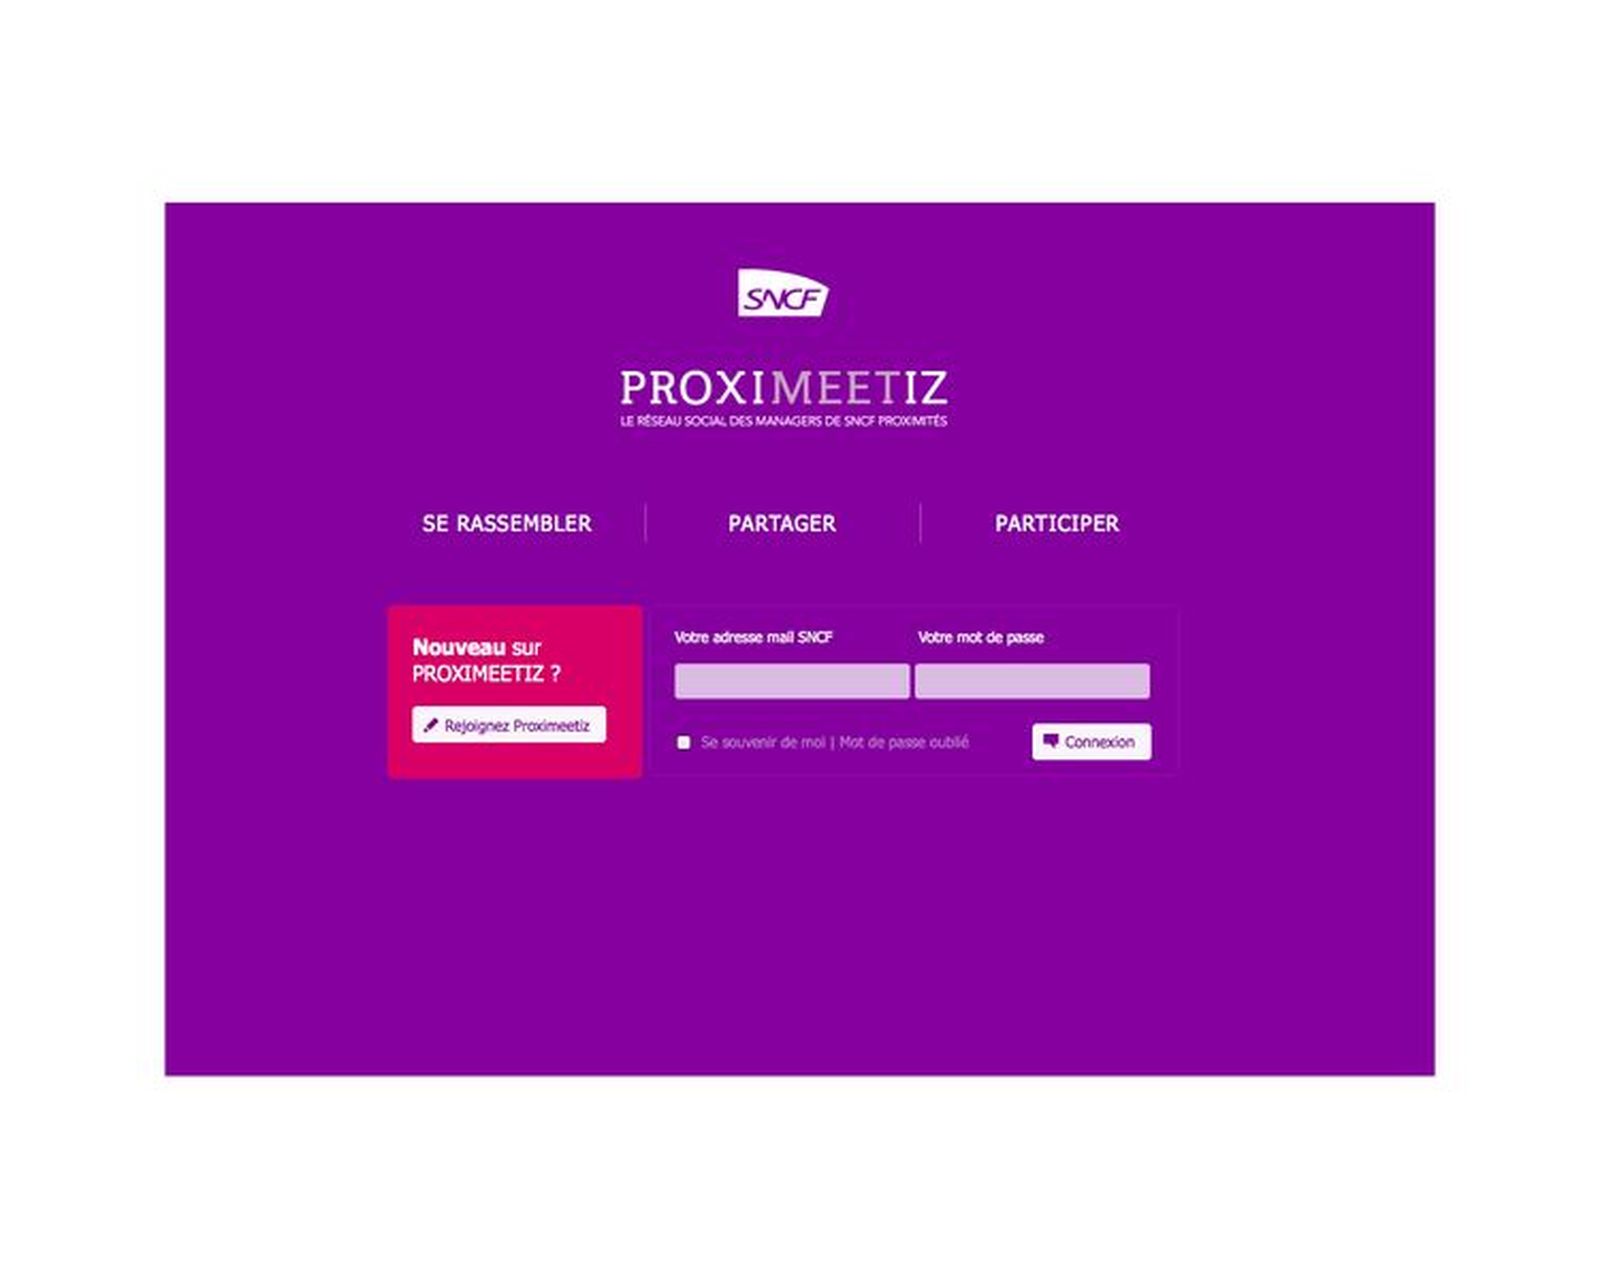 SNCF
PROXIMEETIZ
LE RÉSEAU SOCIAL DES MANAGERS DE SNCF PROXIMITÉS
SE RASSEMBLER
PARTAGER
PARTICIPER
Nouveau sur
PROXIMEETIZ ?
Rejoignez Proximeetiz
Votre adresse mail SNCF
Votre mot de passe
Se souvenir de moi | Mot de passe oublié
Connexion